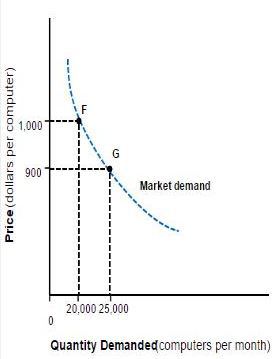 Price (dollars per computer)
F
1,000
G
900
Market demand
20,000 25,000
0
Quantity Demanded(computers per month)